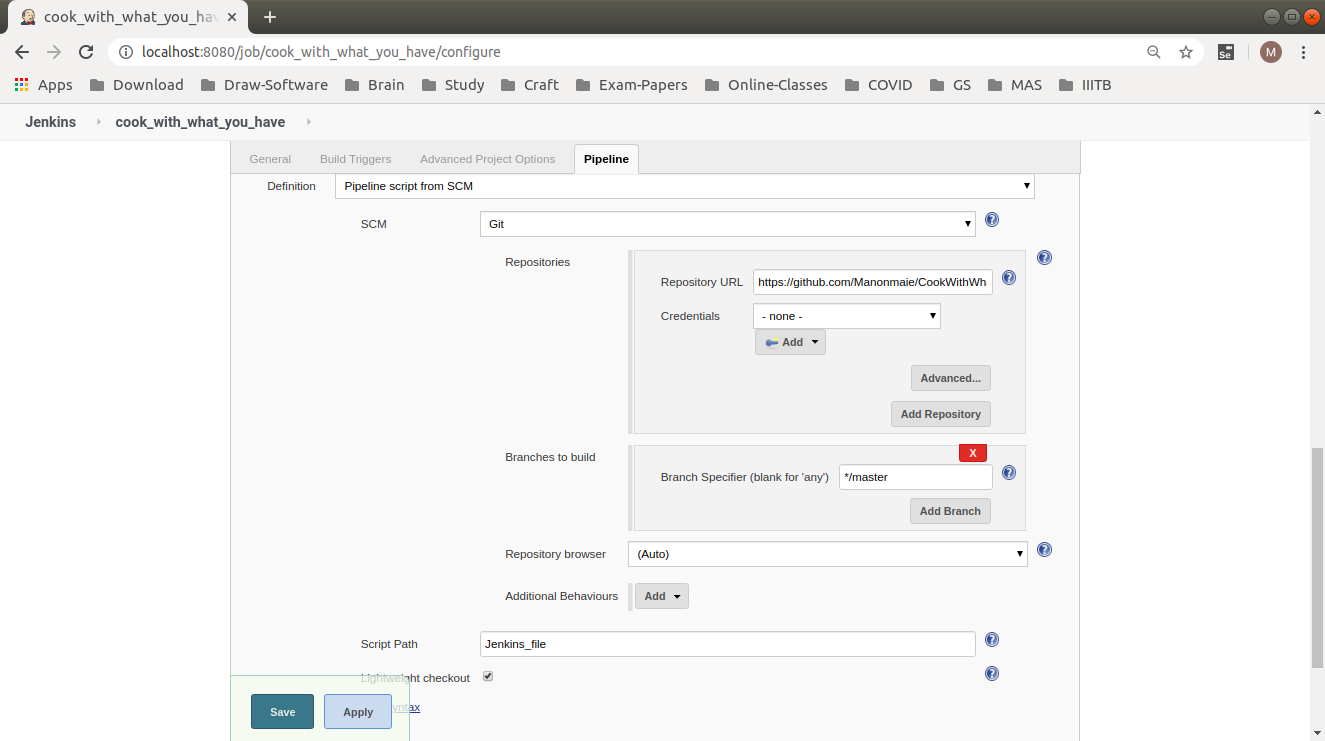 cook_with_what_you_hav
localhost:8080/job/cook_with_what_you_have/configure
Se
M
Apps Download Draw-Software Brain Study Craft Exam-Papers Online-Classes COVID GS MAS IIITB
Jenkins cook_with_what_you_have
General Build Triggers Advanced Project Options Pipeline
Definition Pipeline script from SCM
SCM Git
Repositories
Repository URL https://github.com/Manonmaie/CookWithWh
Credentials - none -
Add
Advanced...
Add Repository
Branches to build
X
Branch Specifier (blank for 'any') */master
Add Branch
Repository browser (Auto)
Additional Behaviours Add
Script Path Jenkins_file
Lightweight checkout
Save Apply yntax